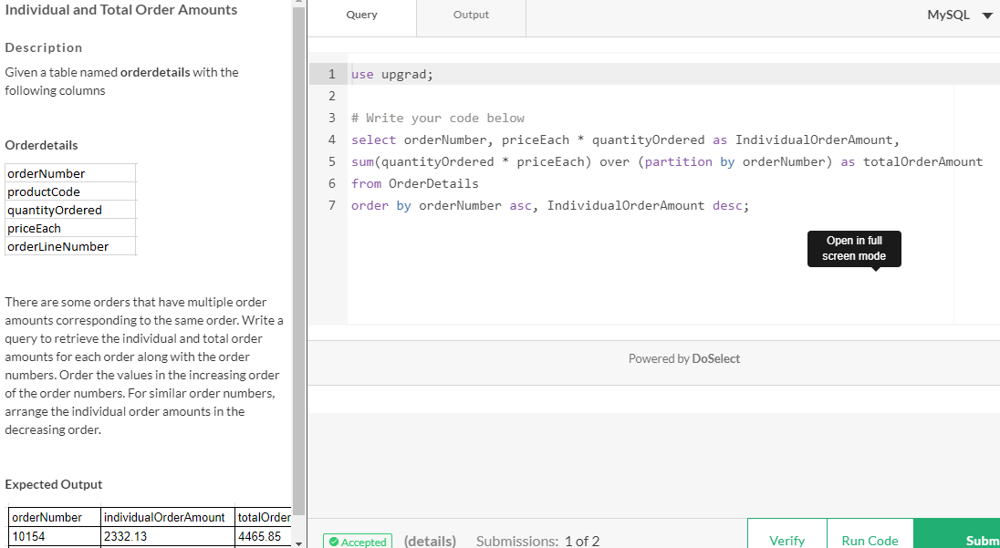 Individual and Total Order Amounts
Description
Given a table named orderdetails with the
following columns
Orderdetails
orderNumber
productCode
quantityOrdered
priceEach
orderLineNumber
There are some orders that have multiple order
amounts corresponding to the same order. Write a
query to retrieve the individual and total order
amounts for each order along with the order
numbers. Order the values in the increasing order
of the order numbers. For similar order numbers,
arrange the individual order amounts in the
decreasing order.
Expected Output
orderNumber individualOrderAmount totalOrder
10154 2332.13 4465.85
Query Output MySQL
1 use upgrad;
2
3 # Write your code below
4 select orderNumber, priceEach * quantityOrdered as IndividualOrderAmount,
5 sum(quantityOrdered * priceEach) over (partition by orderNumber) as totalOrderAmount
6 from OrderDetails
7 order by orderNumber asc, IndividualOrderAmount desc;
Open in full
screen mode
Powered by DoSelect
Accepted (details) Submissions: 1 of 2 Verify Run Code Subm